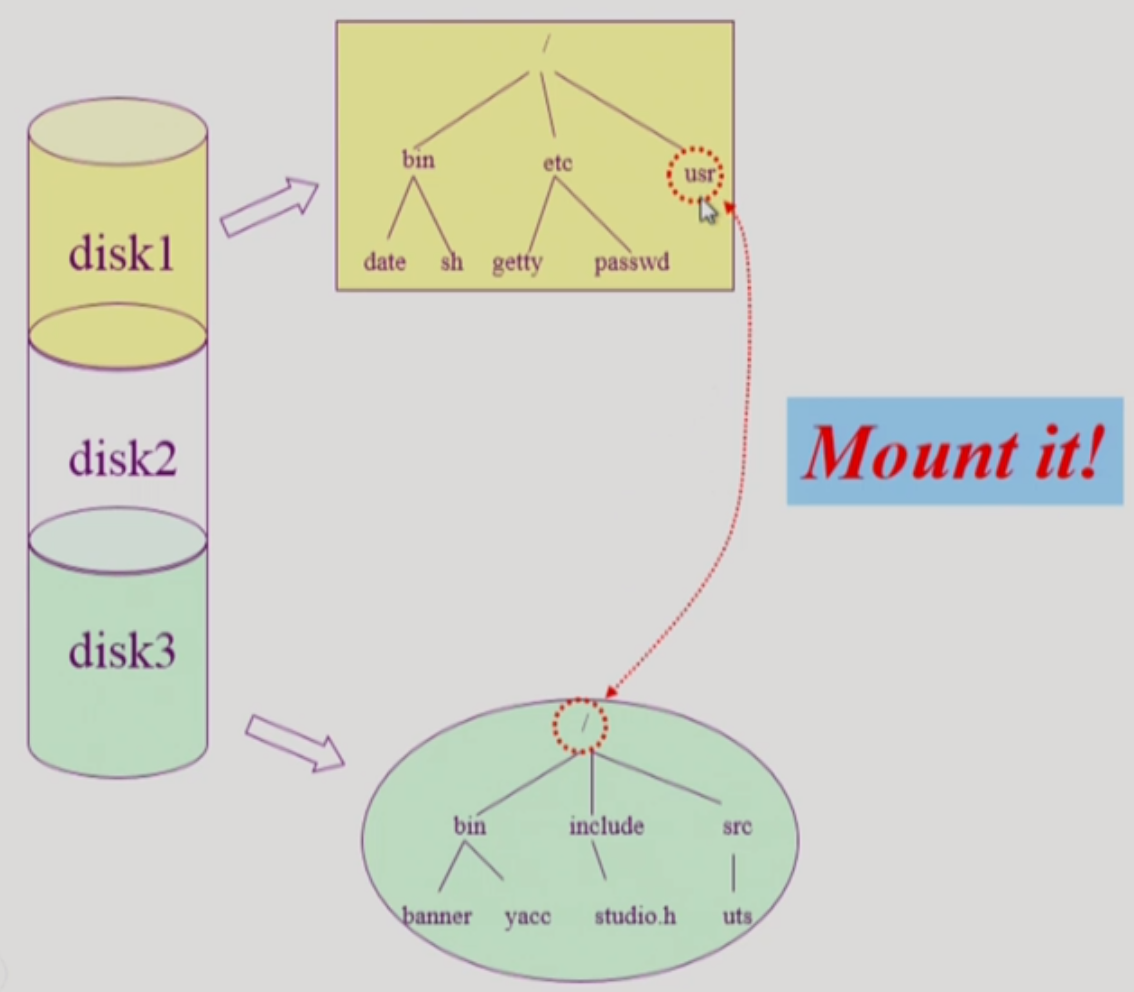 /
bin etc usr
date sh getty passwd
disk1
disk2
Mount it!
disk3
/
bin include src
banner yacc studio.h uts